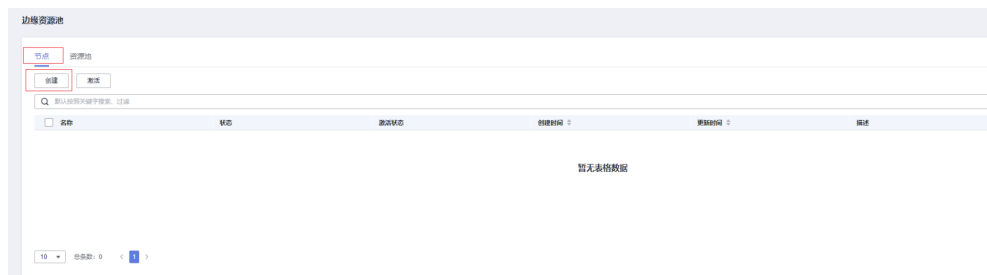 边缘资源池
节点 资源池
创建 激活
默认按照关键字搜索、过滤
名称 状态 激活状态 创建时间 更新时间 描述
暂无表格数据
10 总条数: 0 < 1 >